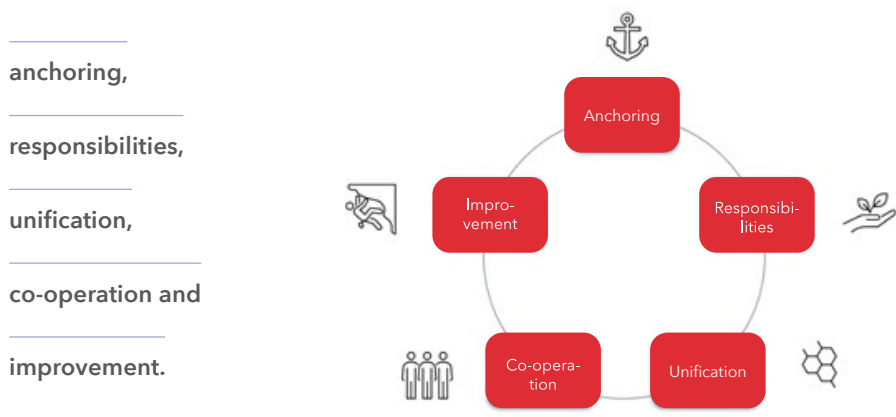 anchoring,
responsibilities,
unification,
co-operation and
improvement.
Anchoring
Responsibi-
lities
Unification
Co-opera-
tion
Impro-
vement